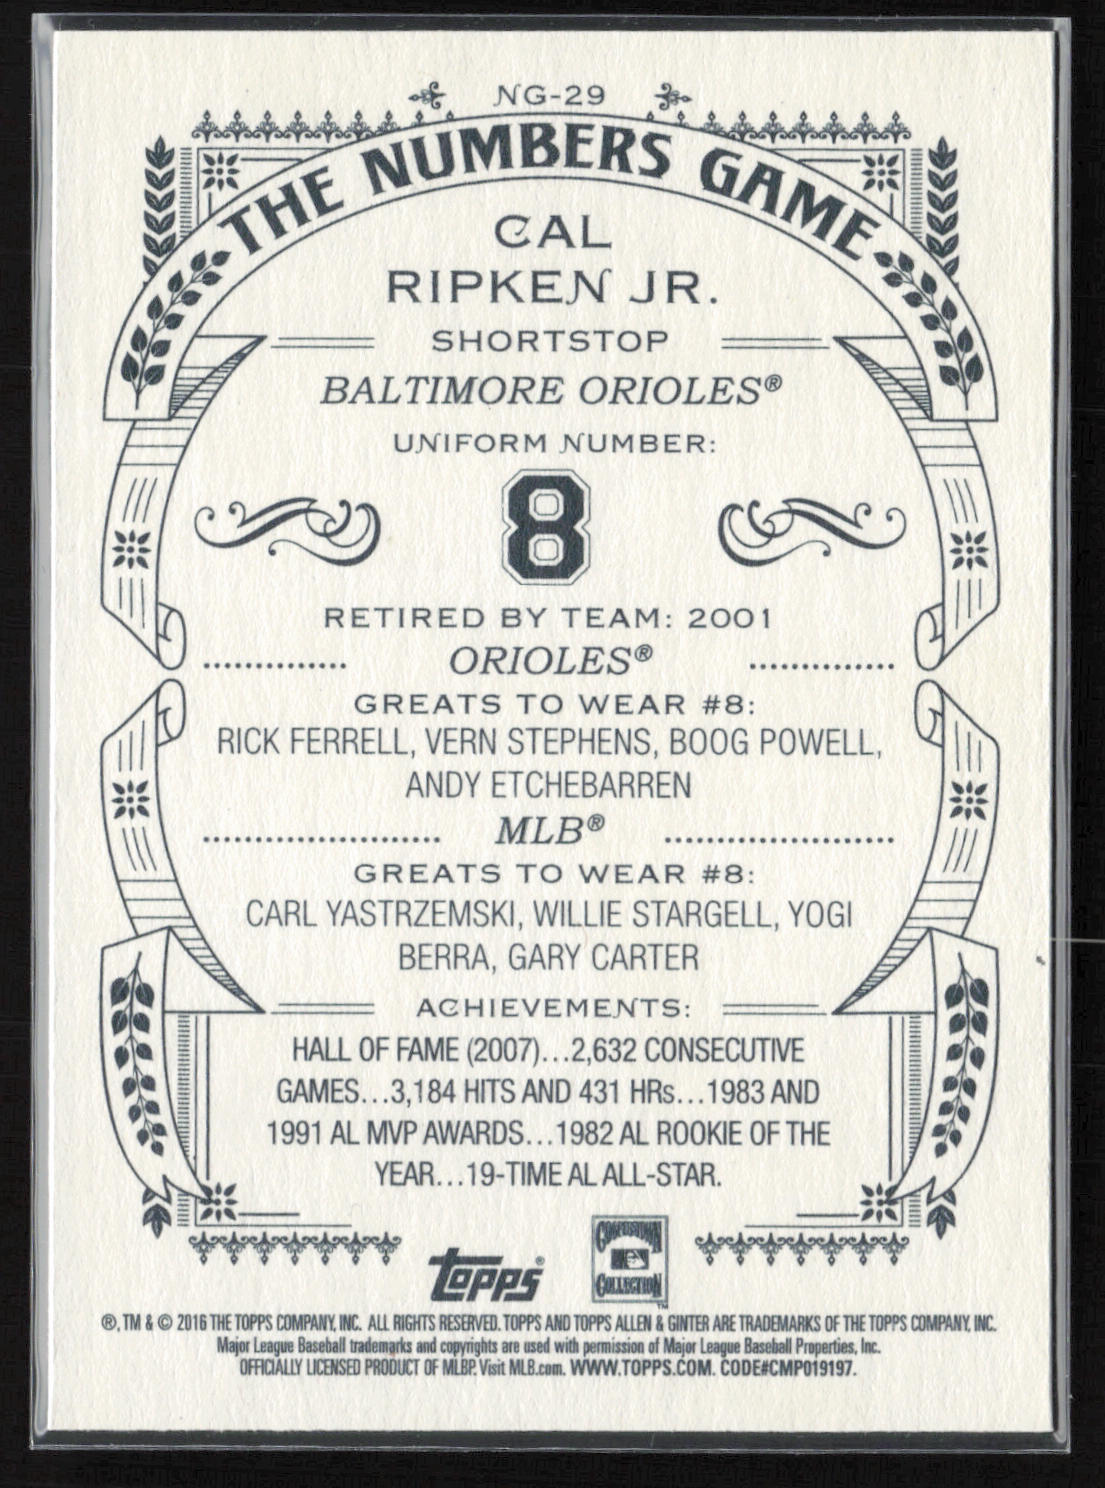 NG-29
THE NUMBERS GAME
CAL
RIPKEN JR.
SHORTSTOP
BALTIMORE ORIOLES®
UNIFORM NUMBER:
8
RETIRED BY TEAM: 2001
ORIOLES®
GREATS TO WEAR #8:
RICK FERRELL, VERN STEPHENS, BOOG POWELL,
ANDY ETCHEBARREN
MLB®
GREATS TO WEAR #8:
CARL YASTRZEMSKI, WILLIE STARGELL, YOGI
BERRA, GARY CARTER
ACHIEVEMENTS:
HALL OF FAME (2007)...2,632 CONSECUTIVE
GAMES...3,184 HITS AND 431 HRs...1983 AND
1991 AL MVP AWARDS...1982 AL ROOKIE OF THE
YEAR...19-TIME AL ALL-STAR.
COOPERSTOWN
COLLECTION™
Topps®
®, TM & © 2016 THE TOPPS COMPANY, INC. ALL RIGHTS RESERVED. TOPPS AND TOPPS ALLEN & GINTER ARE TRADEMARKS OF THE TOPPS COMPANY, INC.
Major League Baseball trademarks and copyrights are used with permission of Major League Baseball Properties, Inc.
OFFICIALLY LICENSED PRODUCT OF MLBP. Visit MLB.com. WWW.TOPPS.COM. CODE#CMP019197.